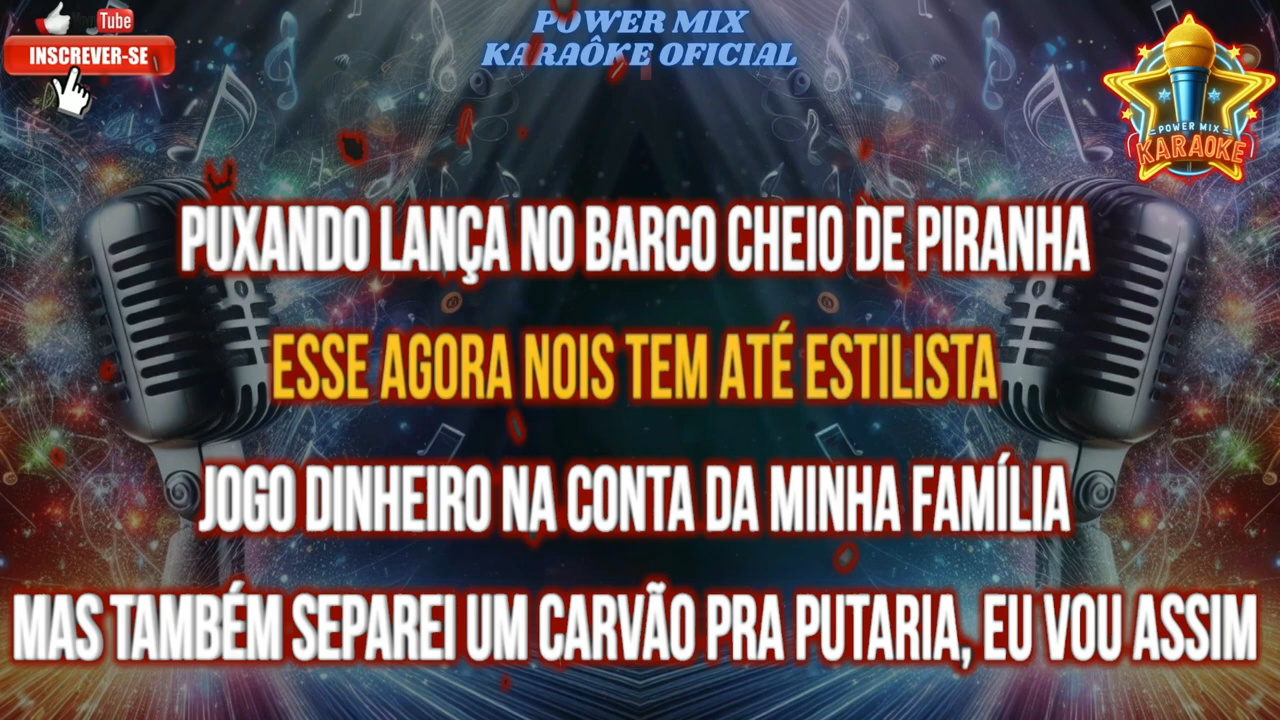 YouTube
INSCREVER-SE
POWER MIX
KARAÔKE OFICIAL
POWER MIX
KARAOKE
PUXANDO LANÇA NO BARCO CHEIO DE PIRANHA
ESSE AGORA NOIS TEM ATÉ ESTILISTA
JOGO DINHEIRO NA CONTA DA MINHA FAMÍLIA
MAS TAMBÉM SEPAREI UM CARVÃO PRA PUTARIA, EU VOU ASSIM